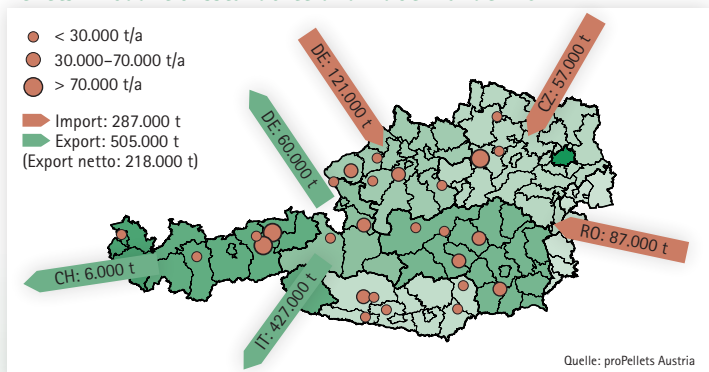 < 30.000 t/a
30.000–70.000 t/a
> 70.000 t/a
Import: 287.000 t
Export: 505.000 t
(Export netto: 218.000 t)
DE: 121.000 t
CZ: 57.000 t
DE: 60.000 t
RO: 87.000 t
CH: 6.000 t
IT: 427.000 t
Quelle: proPellets Austria